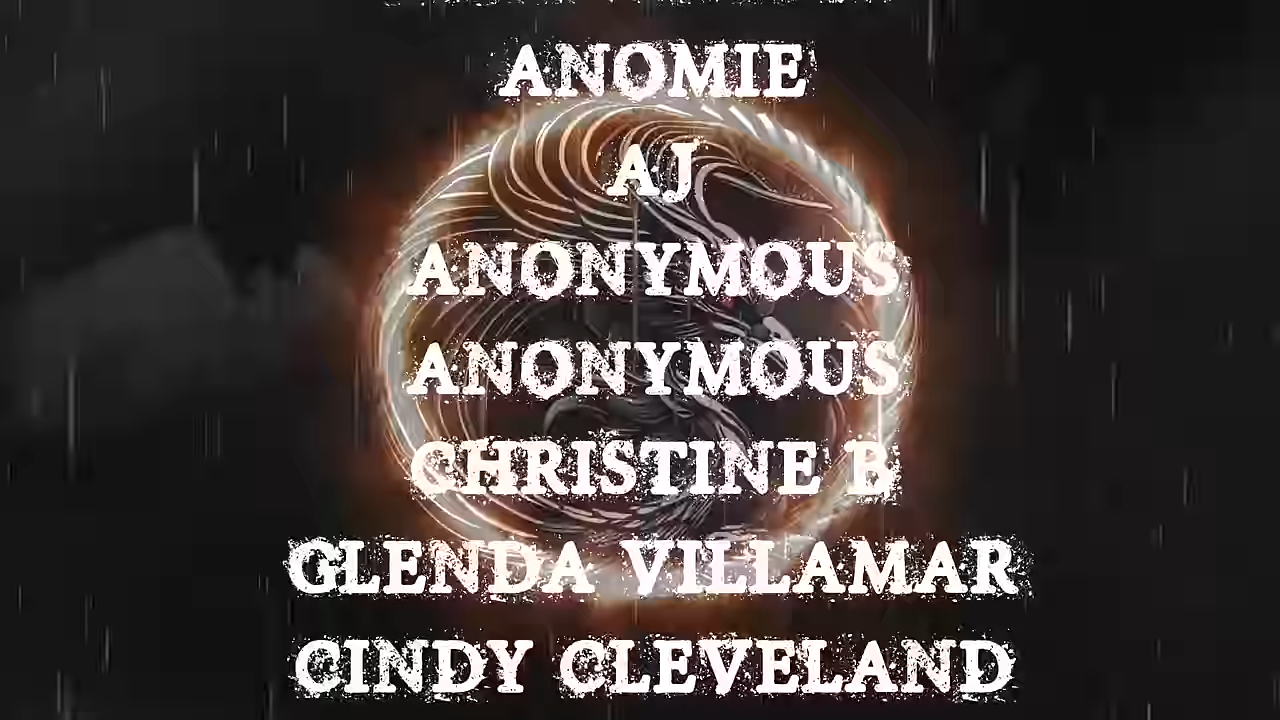 ANOMIE
AJ
ANONYMOUS
ANONYMOUS
CHRISTINE B
GLENDA VILLAMAR
CINDY CLEVELAND